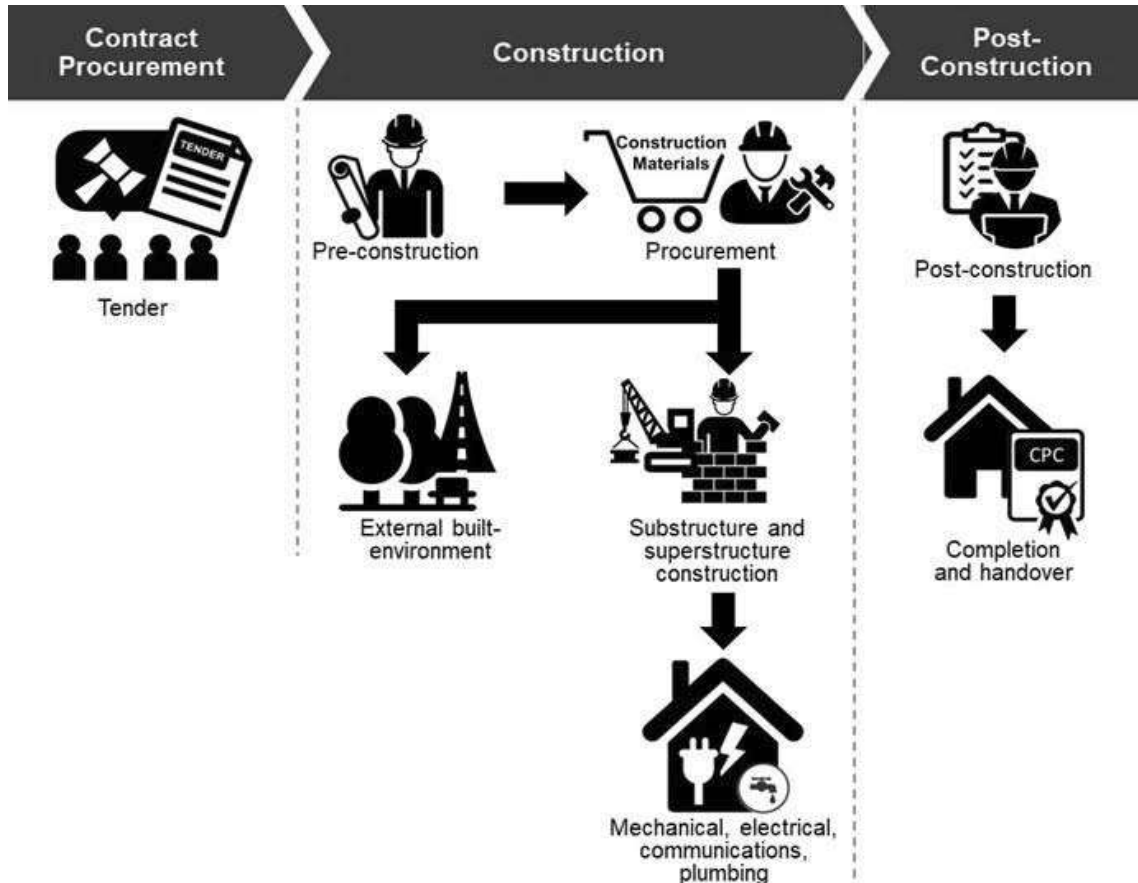 Contract
Procurement
Construction
Post-
Construction
TENDER
Tender
Pre-construction
Construction
Materials
Procurement
Post-construction
External built-
environment
Substructure and
superstructure
construction
CPC
Completion
and handover
Mechanical, electrical,
communications,
plumbing